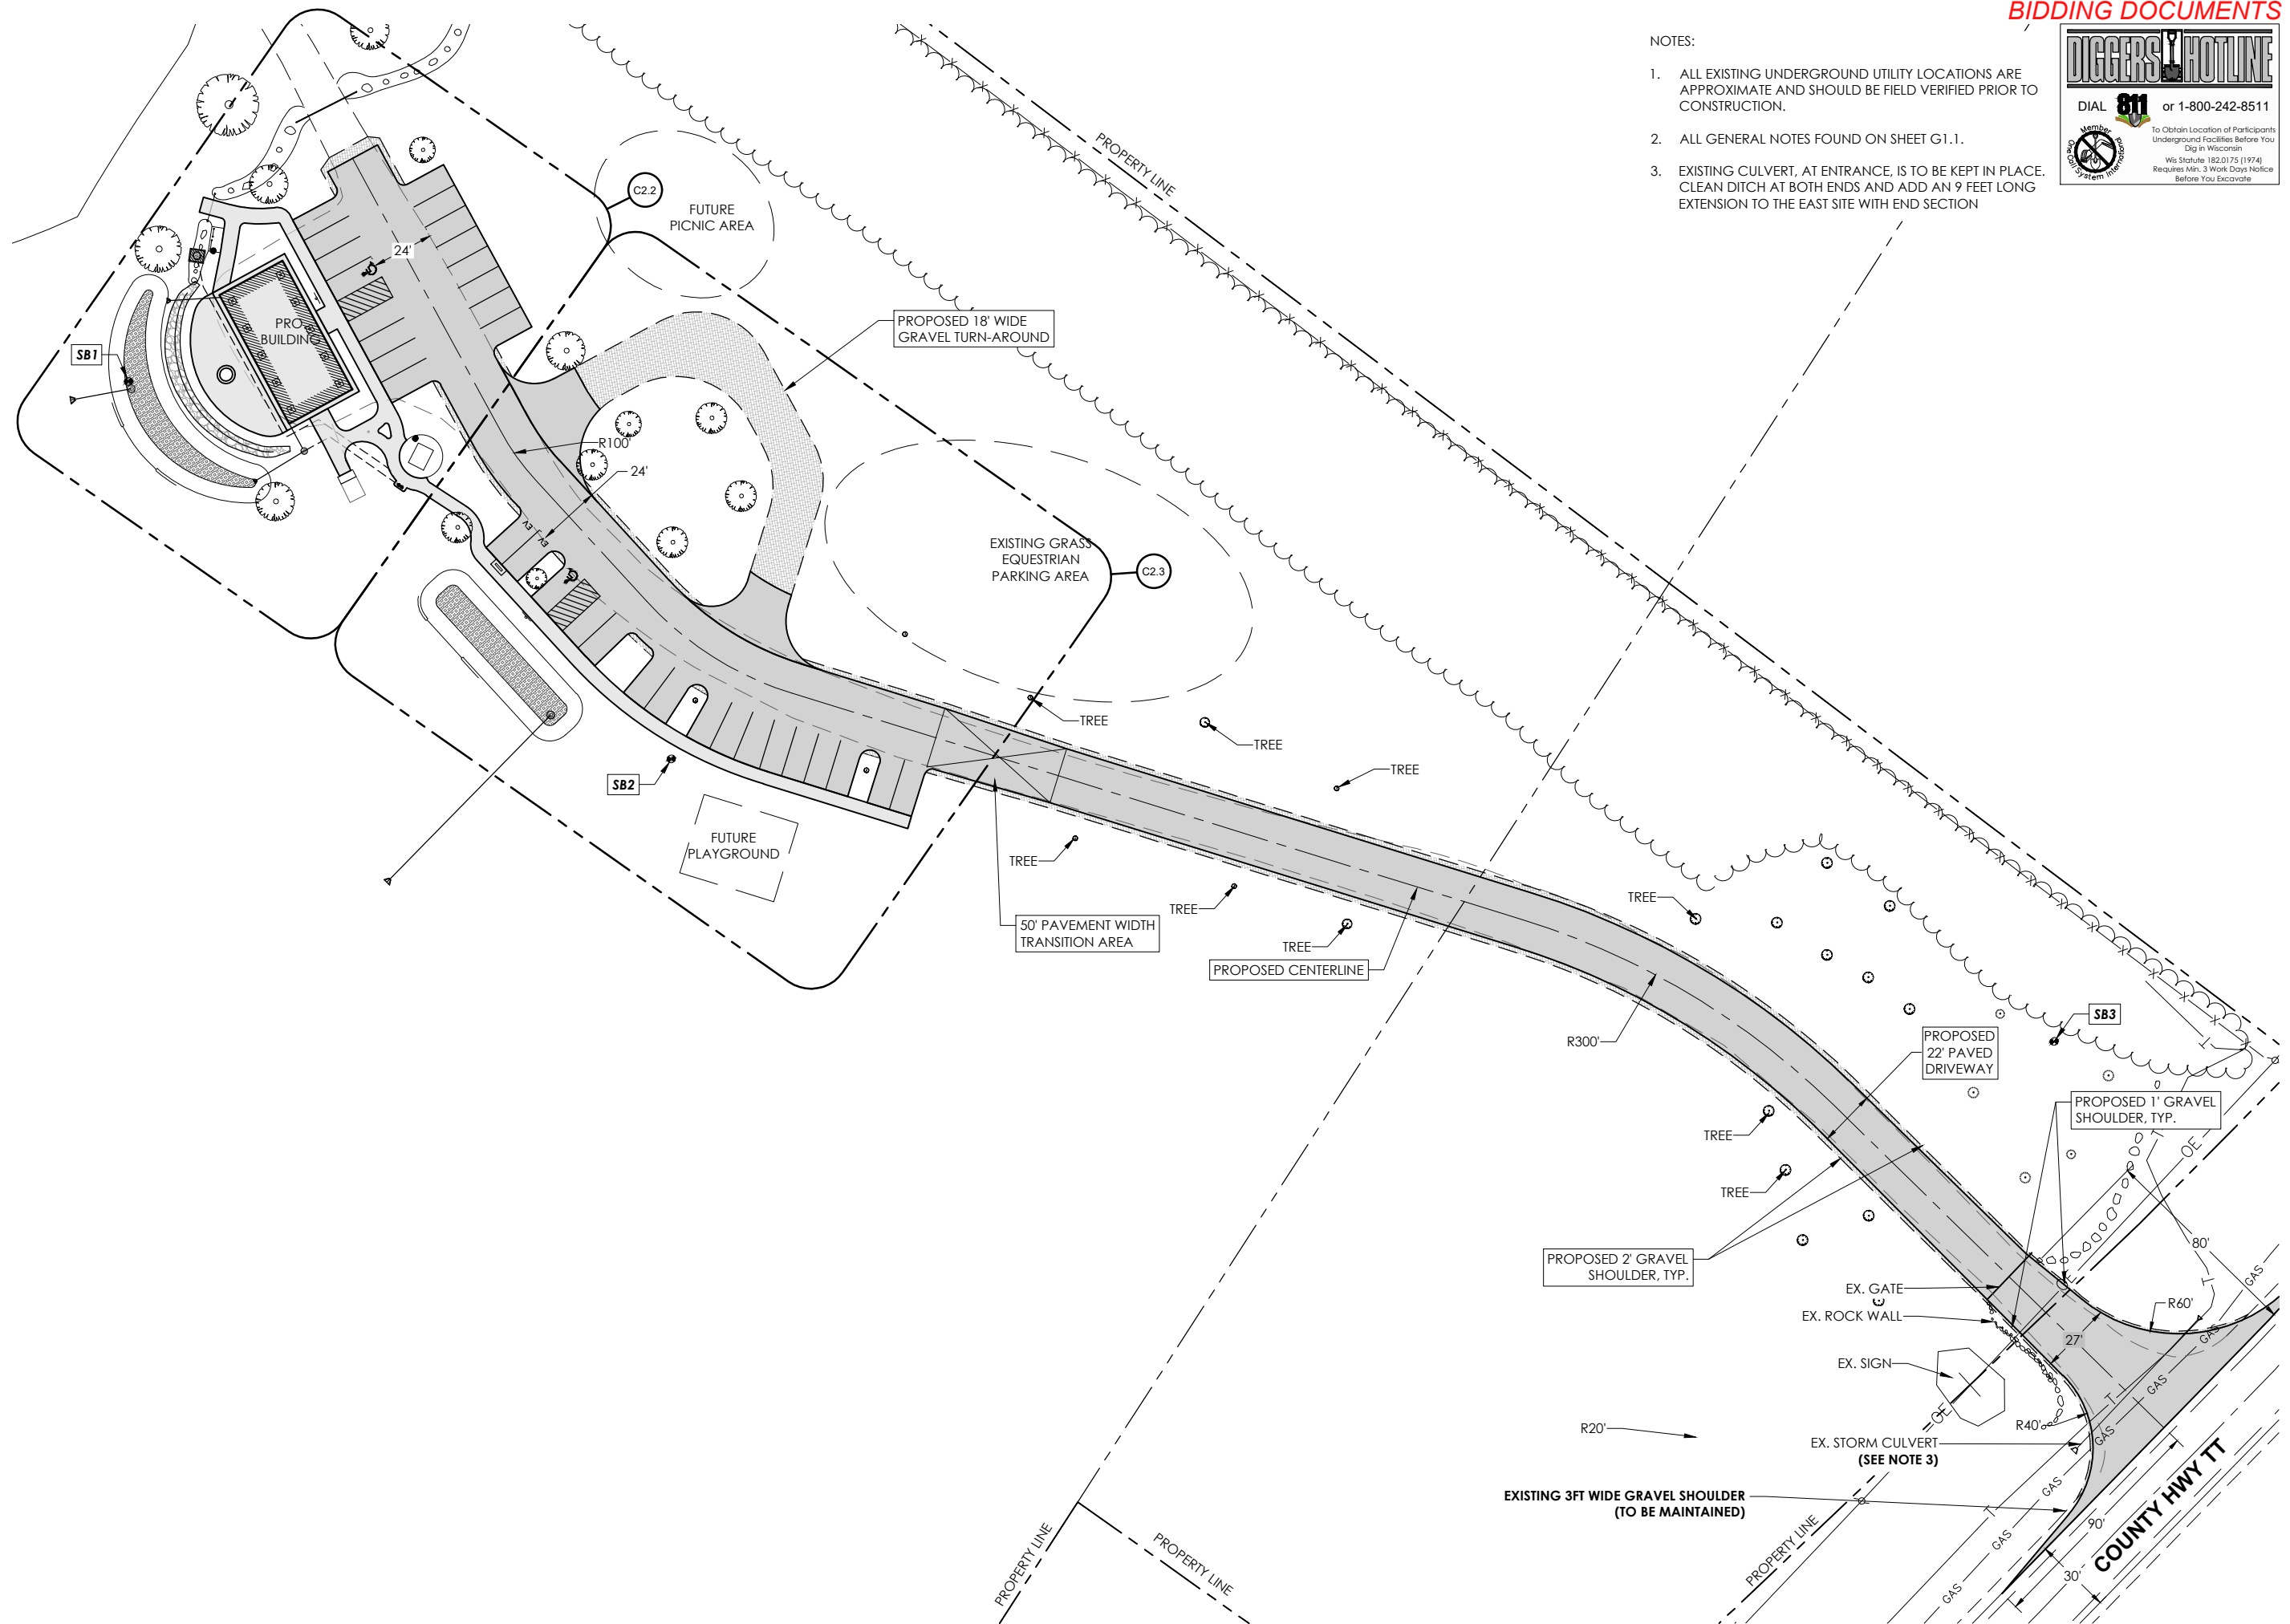 BIDDING DOCUMENTS
NOTES:
1. ALL EXISTING UNDERGROUND UTILITY LOCATIONS ARE
APPROXIMATE AND SHOULD BE FIELD VERIFIED PRIOR TO
CONSTRUCTION.
2. ALL GENERAL NOTES FOUND ON SHEET G1.1.
3. EXISTING CULVERT, AT ENTRANCE, IS TO BE KEPT IN PLACE.
CLEAN DITCH AT BOTH ENDS AND ADD AN 9 FEET LONG
EXTENSION TO THE EAST SITE WITH END SECTION
DIGGERS HOTLINE
DIAL 811 or 1-800-242-8511
Member
One Call System International
To Obtain Location of Participants
Underground Facilities Before You
Dig in Wisconsin
Wis Statute 182.0175 (1974)
Requires Min. 3 Work Days Notice
Before You Excavate
PROPERTY LINE
C2.2
FUTURE
PICNIC AREA
24'
PRO
BUILDING
SB1
PROPOSED 18' WIDE
GRAVEL TURN-AROUND
R100'
24'
EV
EV
EXISTING GRASS
EQUESTRIAN
PARKING AREA
C2.3
TREE
TREE
TREE
SB2
FUTURE
PLAYGROUND
TREE
TREE
TREE
TREE
50' PAVEMENT WIDTH
TRANSITION AREA
PROPOSED CENTERLINE
R300'
SB3
PROPOSED
22' PAVED
DRIVEWAY
PROPOSED 1' GRAVEL
SHOULDER, TYP.
TREE
TREE
T
T
OE
PROPOSED 2' GRAVEL
SHOULDER, TYP.
80'
T
GAS
EX. GATE
EX. ROCK WALL
R60'
GAS
27'
EX. SIGN
GAS
T
T
OE
R20'
R40'
GAS
EX. STORM CULVERT
(SEE NOTE 3)
GAS
EXISTING 3FT WIDE GRAVEL SHOULDER
(TO BE MAINTAINED)
T
90'
COUNTY HWY TT
GAS
30'
GAS
PROPERTY LINE
PROPERTY LINE
PROPERTY LINE